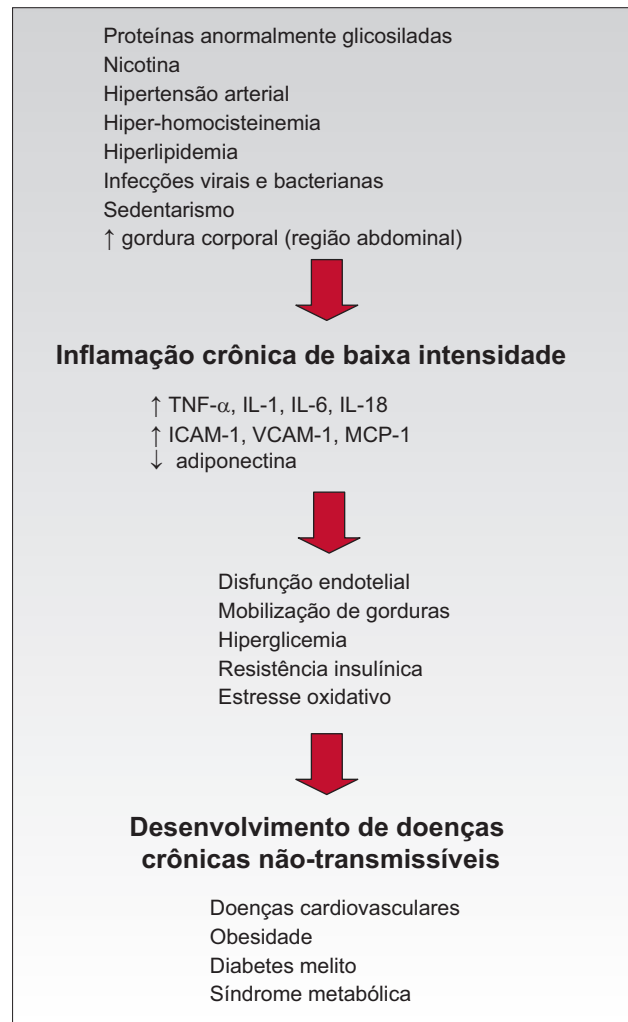 Proteínas anormalmente glicosiladas
Nicotina
Hipertensão arterial
Hiper-homocisteinemia
Hiperlipidemia
Infecções virais e bacterianas
Sedentarismo
↑ gordura corporal (região abdominal)
Inflamação crônica de baixa intensidade
↑ TNF-α, IL-1, IL-6, IL-18
↑ ICAM-1, VCAM-1, MCP-1
↓ adiponectina
Disfunção endotelial
Mobilização de gorduras
Hiperglicemia
Resistência insulínica
Estresse oxidativo
Desenvolvimento de doenças
crônicas não-transmissíveis
Doenças cardiovasculares
Obesidade
Diabetes melito
Síndrome metabólica